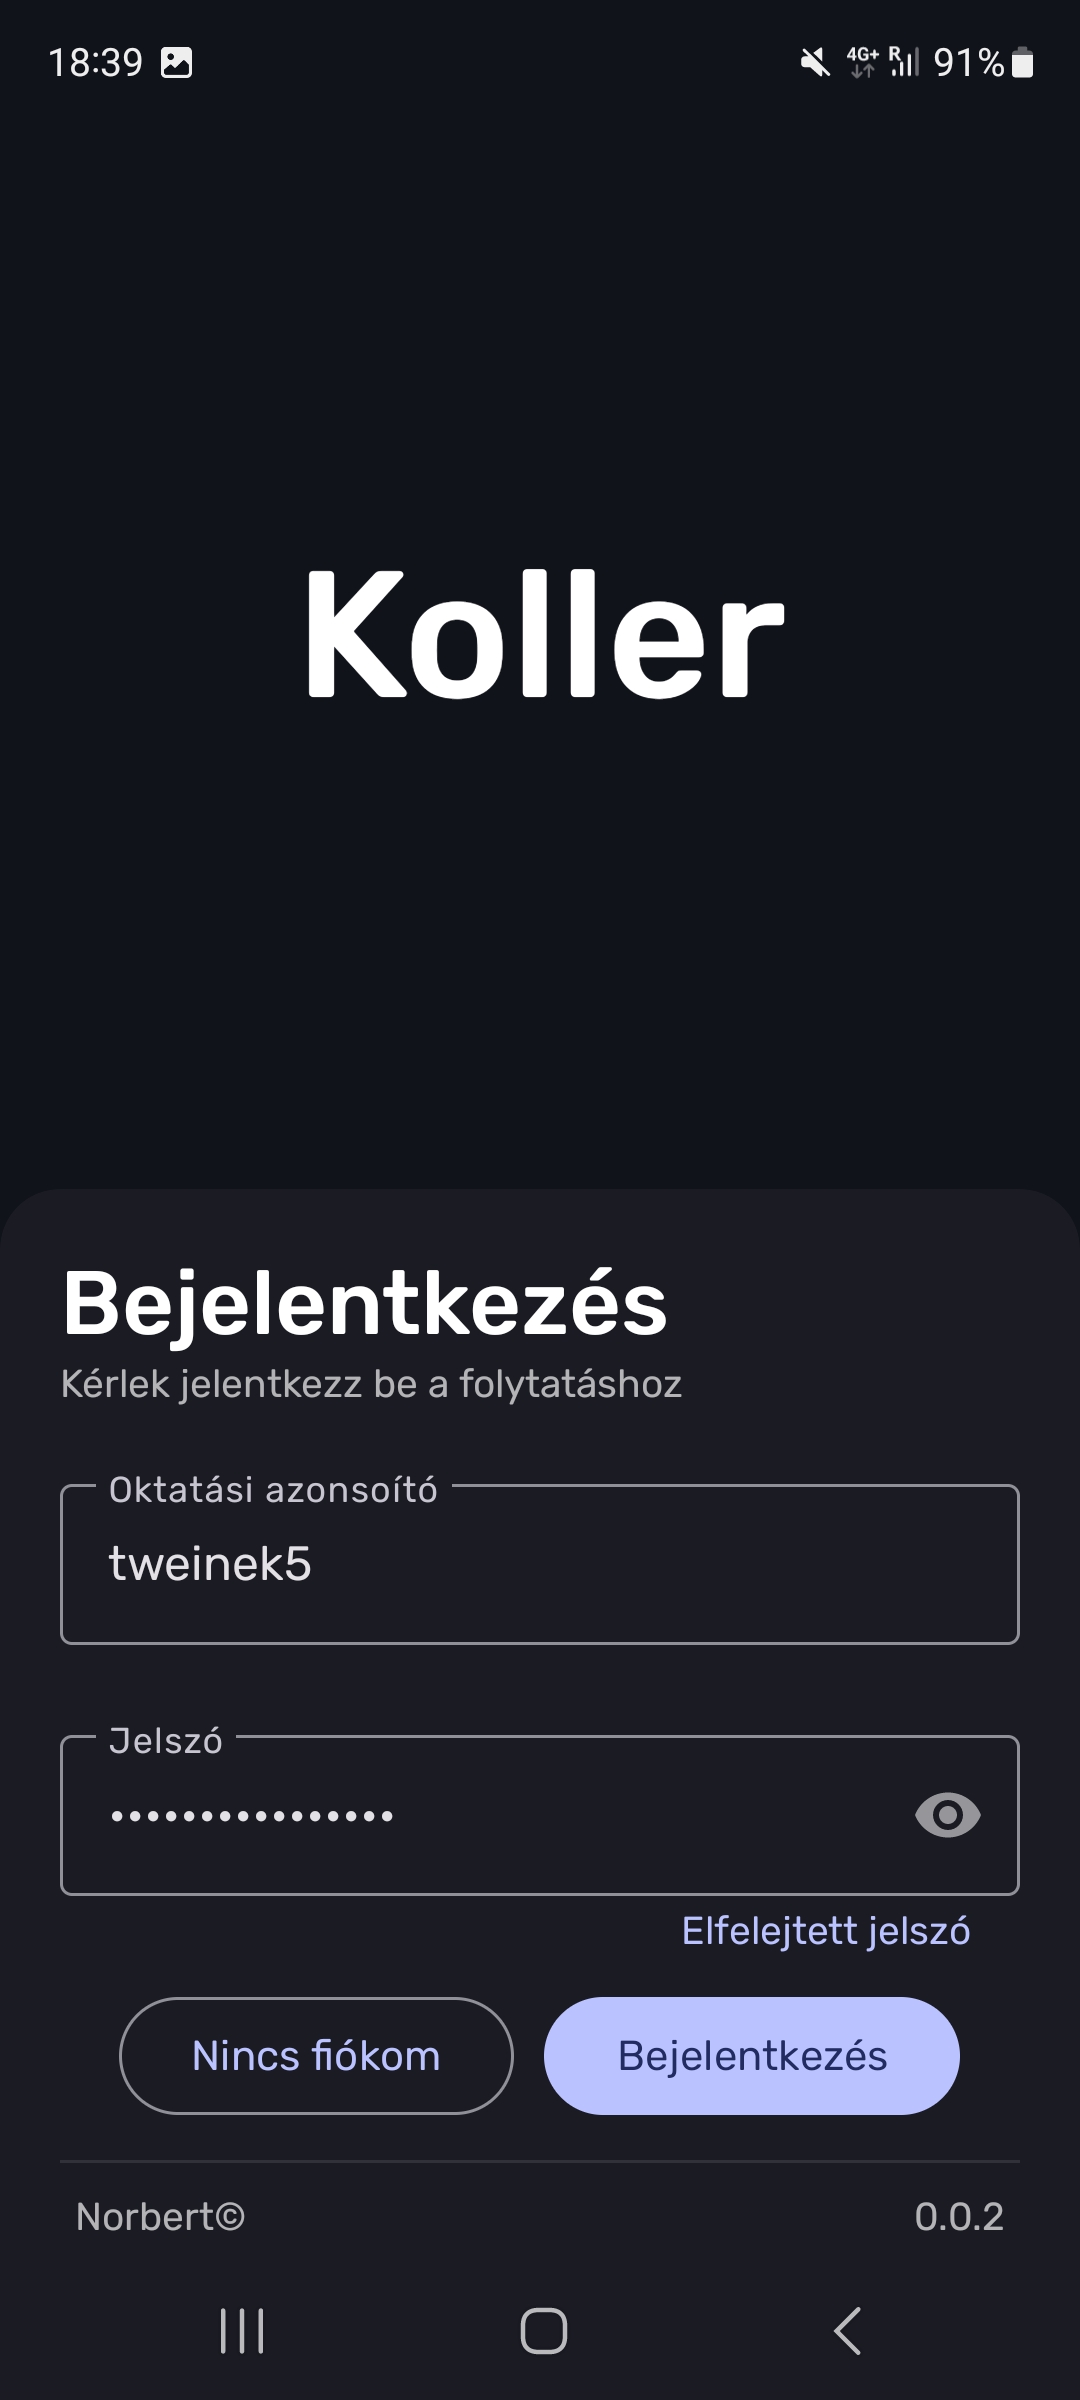 18:39
4G+ R 91%
Koller
Bejelentkezés
Kérlek jelentkezz be a folytatáshoz
Oktatási azonsoító
tweinek5
Jelszó
••••••••••••••••
Elfelejtett jelszó
Nincs fiókom Bejelentkezés
Norbert© 0.0.2